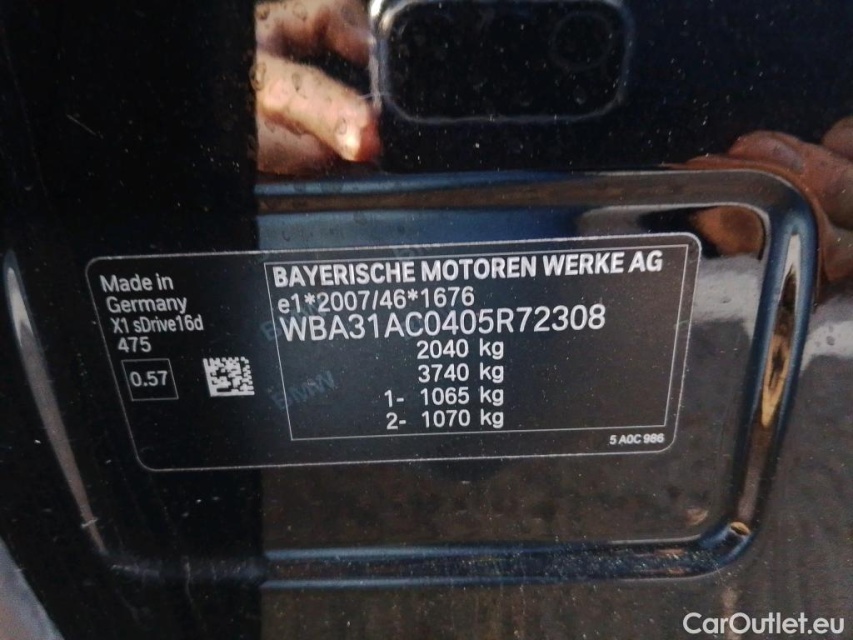 Made in
Germany
X1 sDrive16d
475
0.57
BAYERISCHE MOTOREN WERKE AG
e1*2007/46*1676
WBA31AC0405R72308
2040 kg
3740 kg
1- 1065 kg
2- 1070 kg
5 A0C 986
BMW
CarOutlet.eu